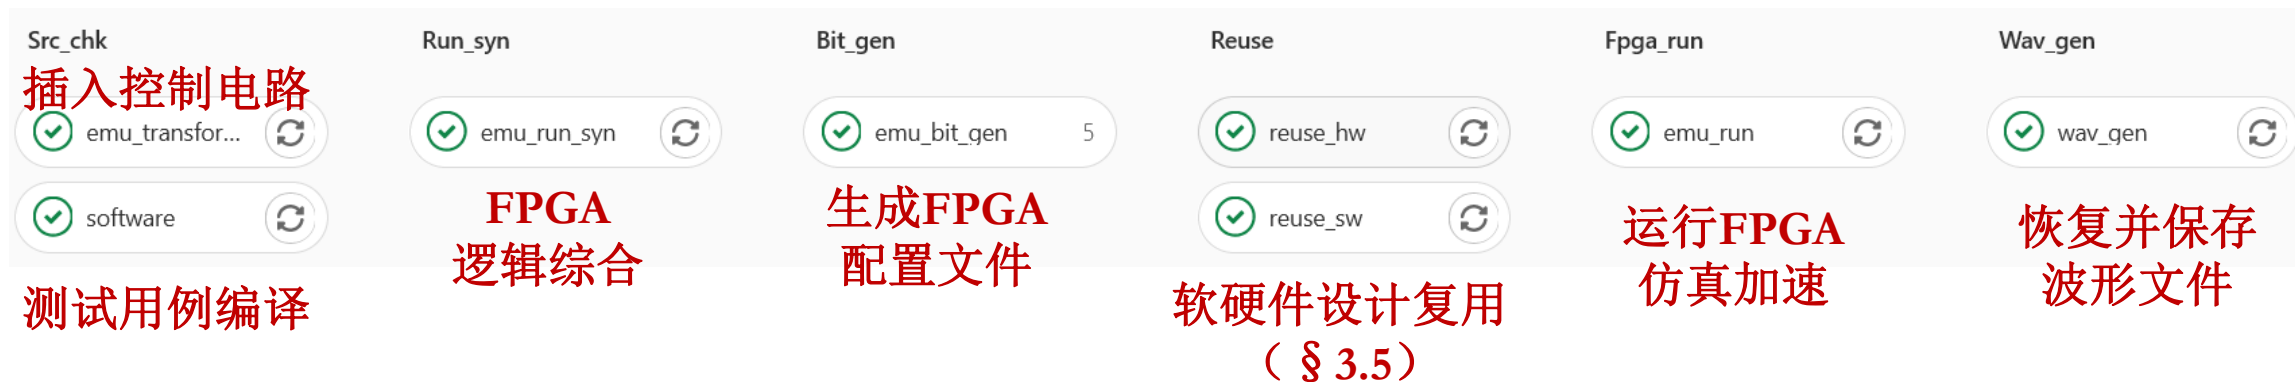 Src_chk
插入控制电路
emu_transfor...
software
测试用例编译
Run_syn
emu_run_syn
FPGA
逻辑综合
Bit_gen
emu_bit_gen 5
生成FPGA
配置文件
Reuse
reuse_hw
reuse_sw
软硬件设计复用
（§3.5）
Fpga_run
emu_run
运行FPGA
仿真加速
Wav_gen
wav_gen
恢复并保存
波形文件